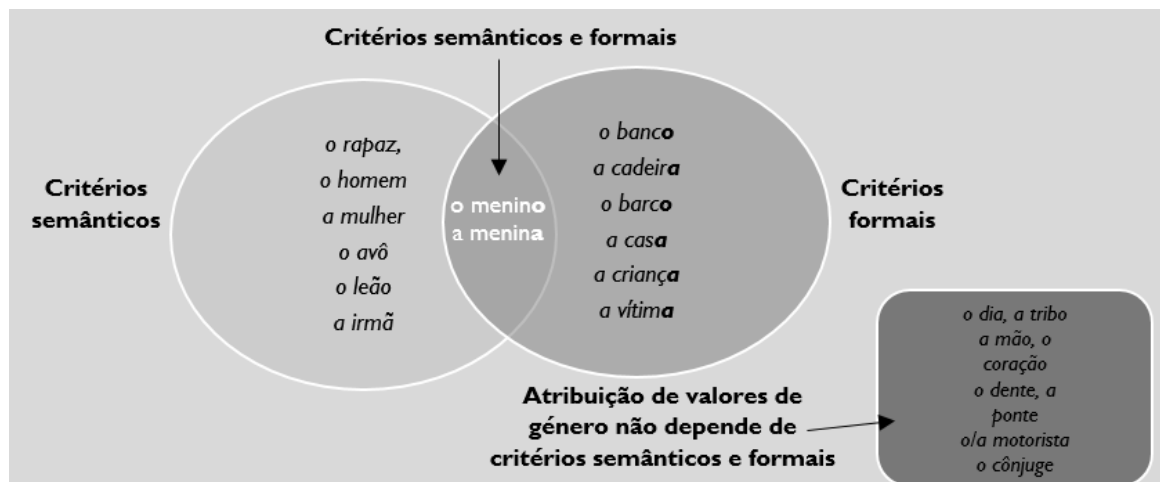 Critérios semânticos e formais
Critérios
semânticos
o rapaz,
o homem
a mulher
o avô
o leão
a irmã
o menino
a menina
o banco
a cadeira
o barco
a casa
a criança
a vítima
Critérios
formais
Atribuição de valores de
género não depende de
critérios semânticos e formais
o dia, a tribo
a mão, o
coração
o dente, a
ponte
o/a motorista
o cônjuge